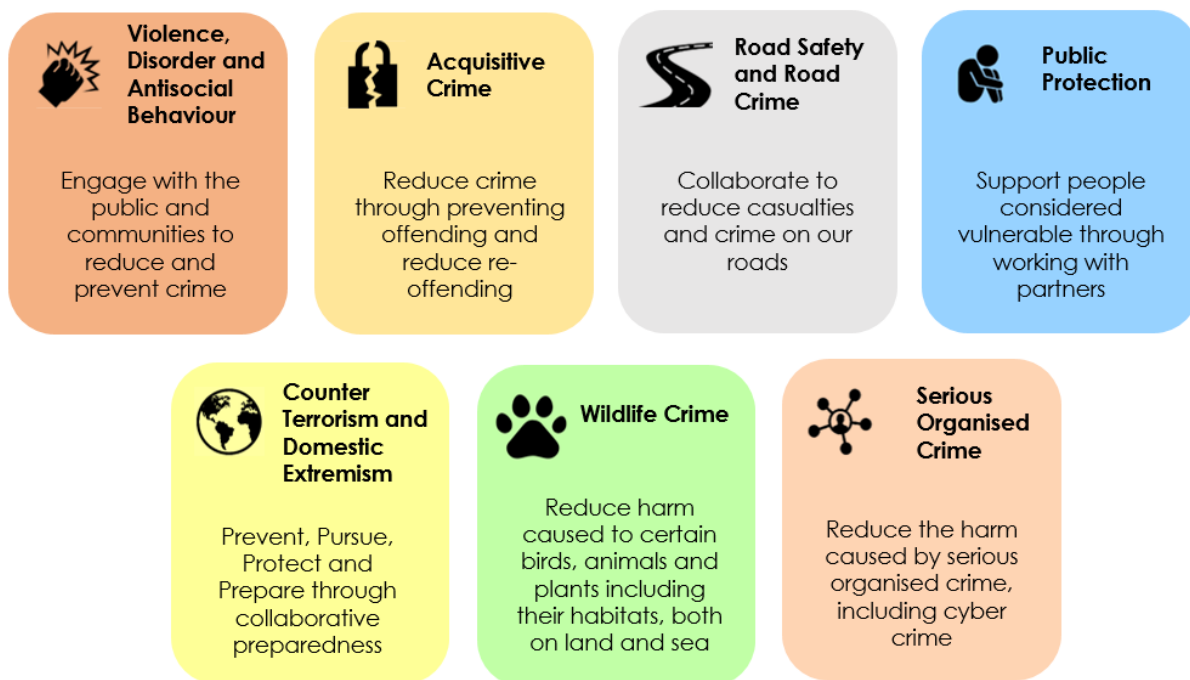 Violence,
Disorder and
Antisocial
Behaviour
Engage with the
public and
communities to
reduce and
prevent crime
Acquisitive
Crime
Reduce crime
through preventing
offending and
reduce re-
offending
Road Safety
and Road
Crime
Collaborate to
reduce casualties
and crime on our
roads
Public
Protection
Support people
considered
vulnerable through
working with
partners
Counter
Terrorism and
Domestic
Extremism
Prevent, Pursue,
Protect and
Prepare through
collaborative
preparedness
Wildlife Crime
Reduce harm
caused to certain
birds, animals and
plants including
their habitats, both
on land and sea
Serious
Organised
Crime
Reduce the harm
caused by serious
organised crime,
including cyber
crime